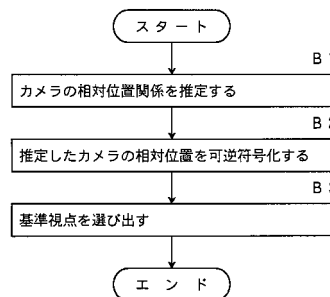 スタート
B
カメラの相対位置関係を推定する
B
推定したカメラの相対位置を可逆符号化する
B
基準視点を選び出す
エンド